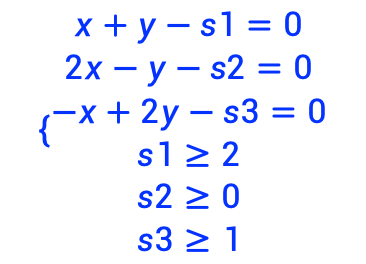 x + y − s1 = 0
2x − y − s2 = 0
{−x + 2y − s3 = 0
s1 ≥ 2
s2 ≥ 0
s3 ≥ 1